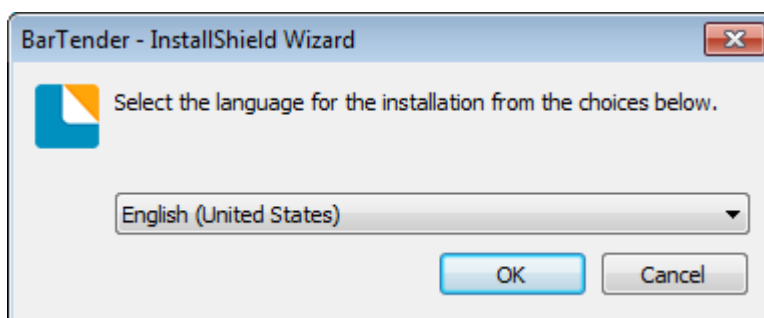 BarTender - InstallShield Wizard
Select the language for the installation from the choices below.
English (United States)
OK
Cancel